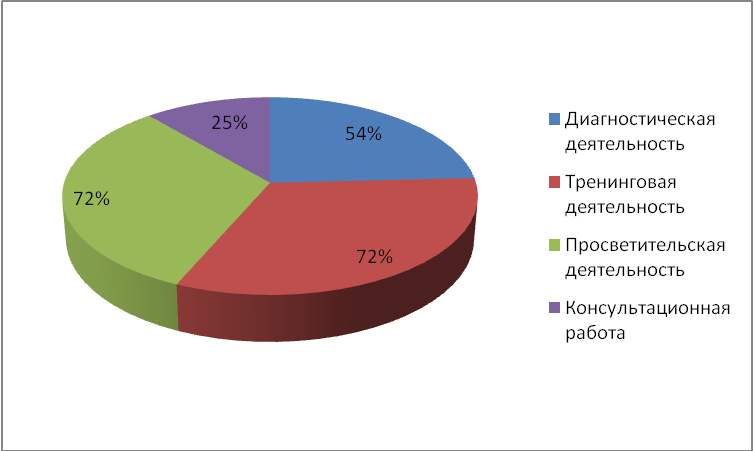 25%
54%
72%
72%
Диагностическая
деятельность
Тренинговая
деятельность
Просветительская
деятельность
Консультационная
работа